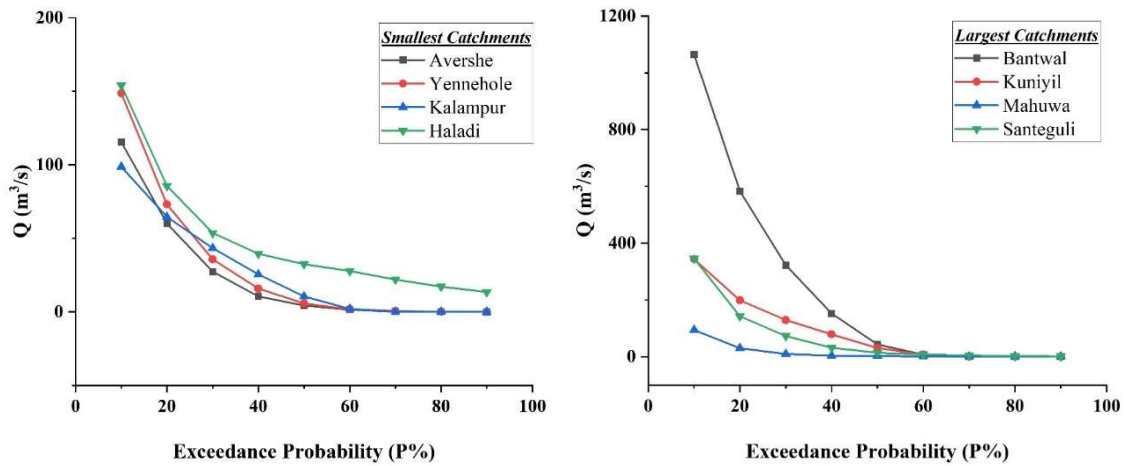 200
100
0
Q (m³/s)
0
20
40
60
80
100
Exceedance Probability (P%)
Smallest Catchments
Avershe
Yennehole
Kalampur
Haladi
1200
800
400
0
Q (m³/s)
0
20
40
60
80
100
Exceedance Probability (P%)
Largest Catchments
Bantwal
Kuniyil
Mahuwa
Santeguli